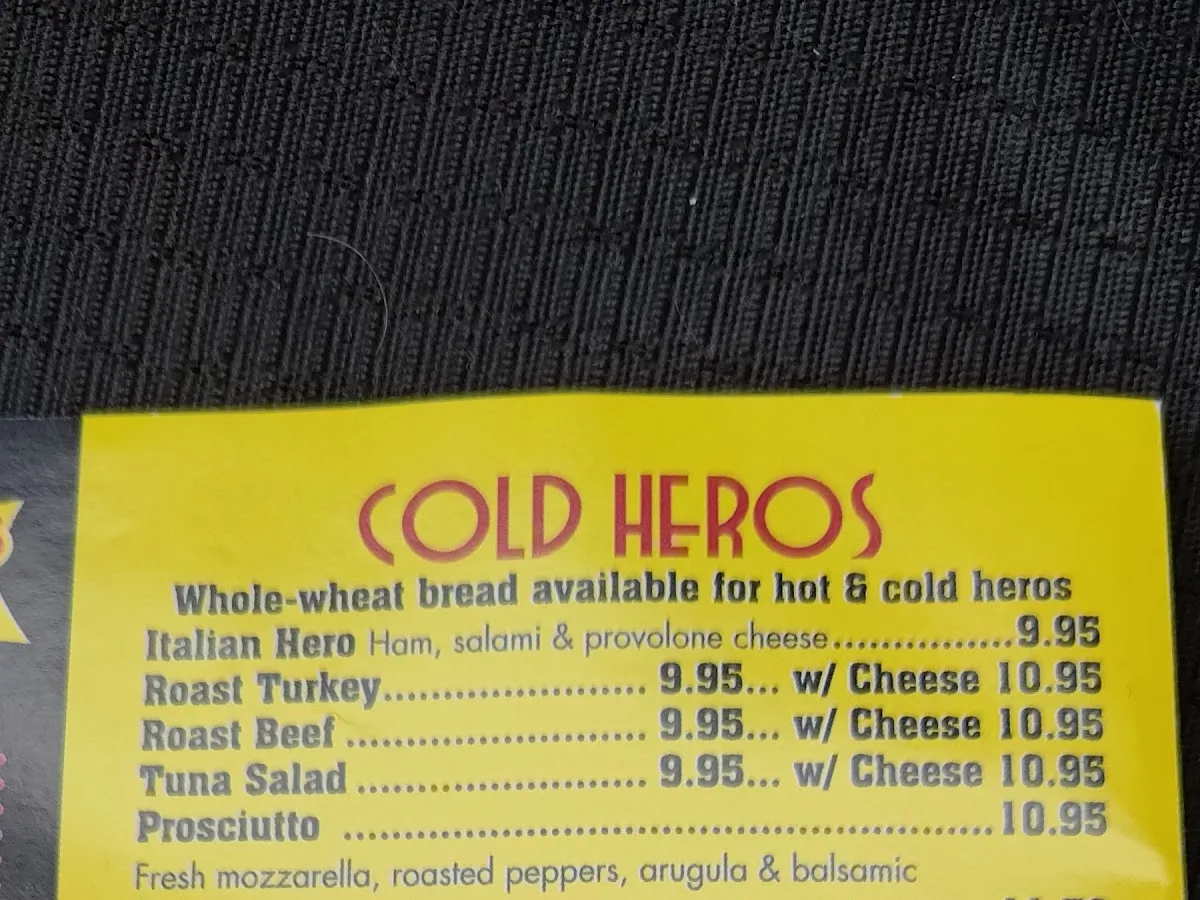 COLD HEROS
Whole-wheat bread available for hot & cold heros
Italian Hero Ham, salami & provolone cheese...............9.95
Roast Turkey...................... 9.95... w/ Cheese 10.95
Roast Beef ......................... 9.95... w/ Cheese 10.95
Tuna Salad ........................ 9.95... w/ Cheese 10.95
Prosciutto ......................................................10.95
Fresh mozzarella, roasted peppers, arugula & balsamic